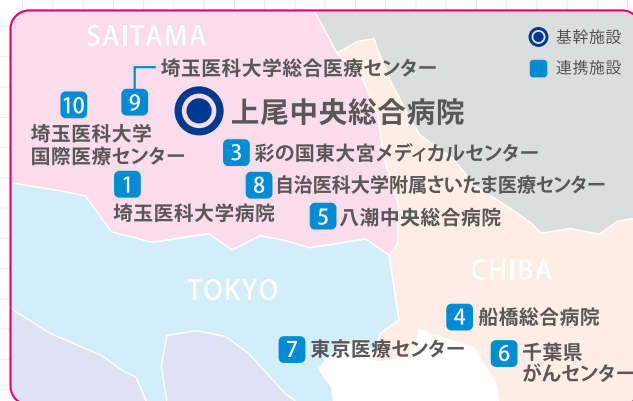 SAITAMA
基幹施設
連携施設
9 埼玉医科大学総合医療センター
10
埼玉医科大学
国際医療センター
上尾中央総合病院
3 彩の国東大宮メディカルセンター
1
埼玉医科大学病院
8 自治医科大学附属さいたま医療センター
5 八潮中央総合病院
CHIBA
TOKYO
4 船橋総合病院
7 東京医療センター
6 千葉県
がんセンター